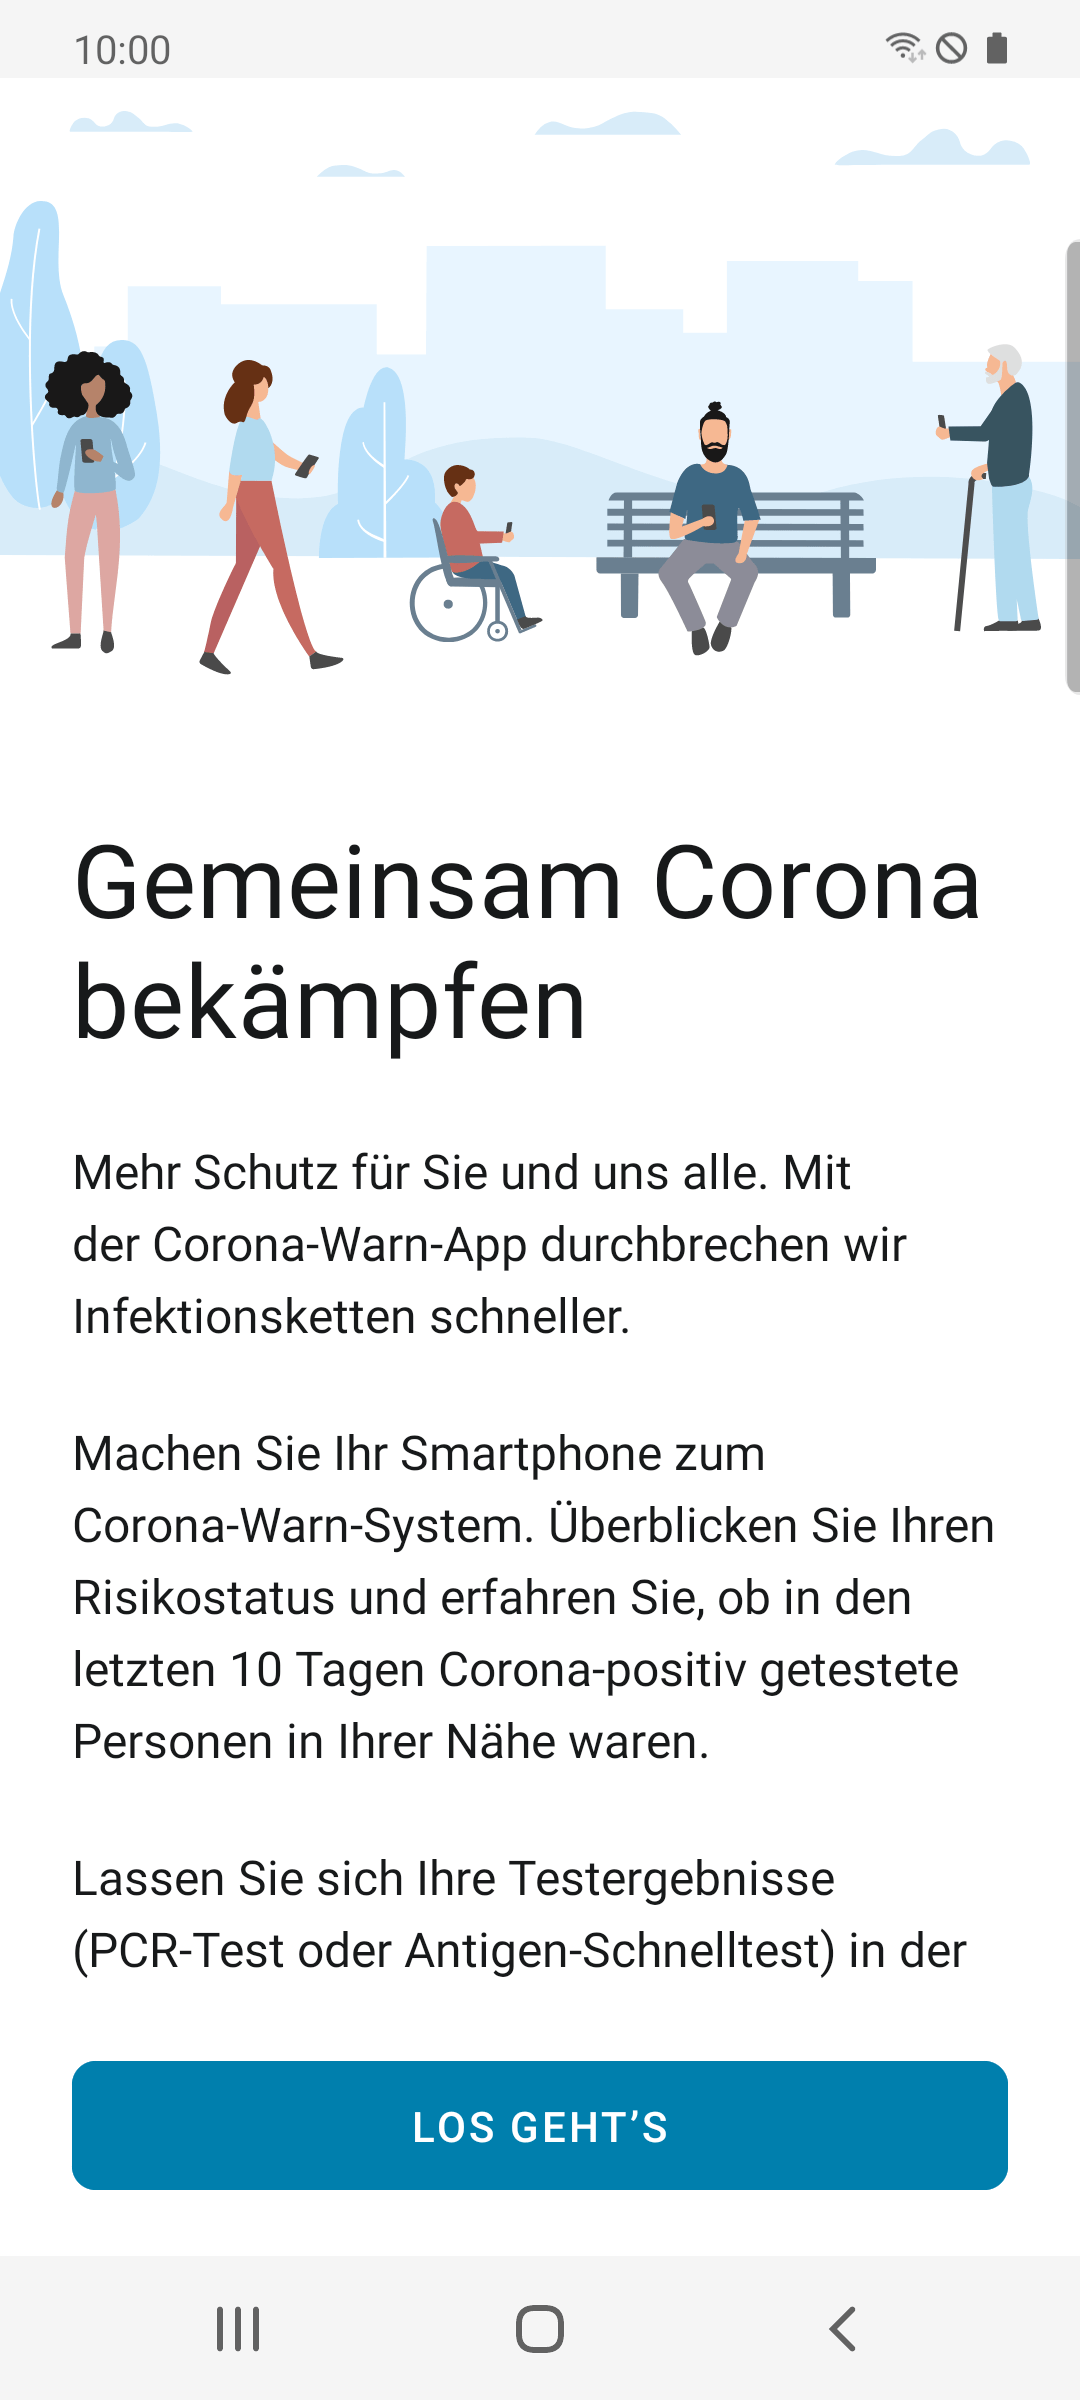 10:00
Gemeinsam Corona
bekämpfen
Mehr Schutz für Sie und uns alle. Mit
der Corona-Warn-App durchbrechen wir
Infektionsketten schneller.
Machen Sie Ihr Smartphone zum
Corona-Warn-System. Überblicken Sie Ihren
Risikostatus und erfahren Sie, ob in den
letzten 10 Tagen Corona-positiv getestete
Personen in Ihrer Nähe waren.
Lassen Sie sich Ihre Testergebnisse
(PCR-Test oder Antigen-Schnelltest) in der
LOS GEHT’S